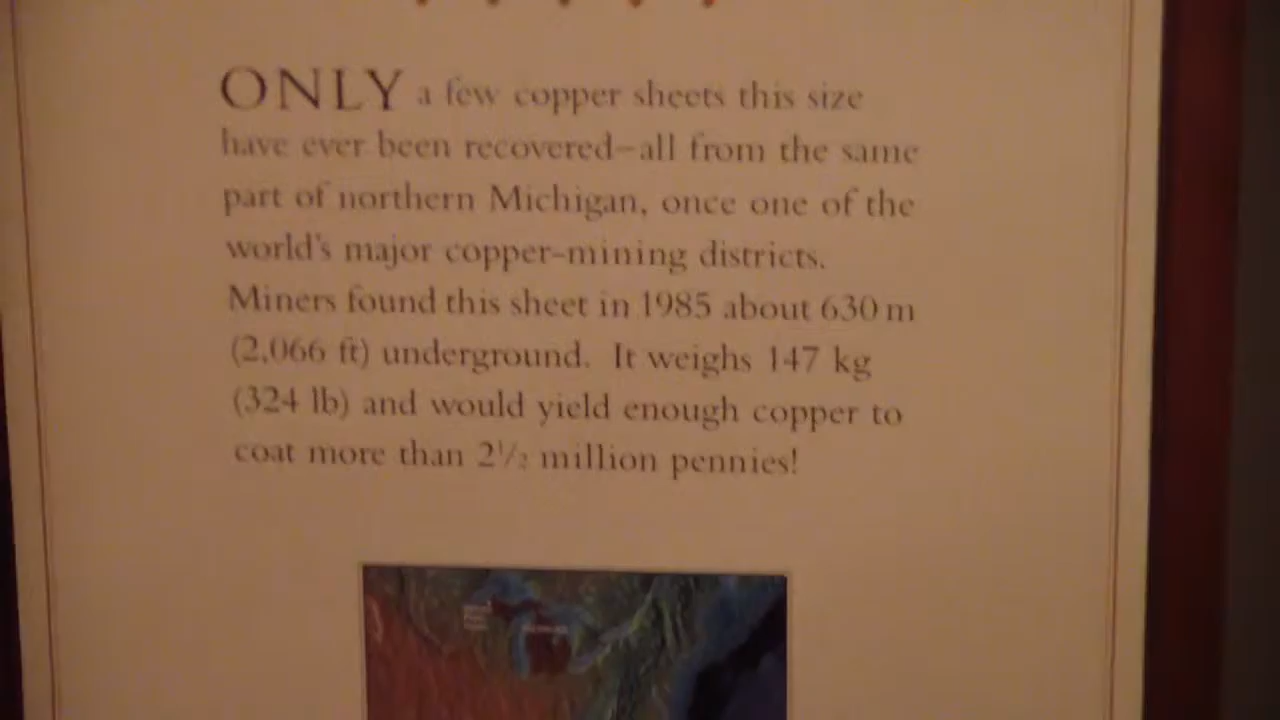 ONLY a few copper sheets this size
have ever been recovered–all from the same
part of northern Michigan, once one of the
world's major copper-mining districts.
Miners found this sheet in 1985 about 630 m
(2,066 ft) underground. It weighs 147 kg
(324 lb) and would yield enough copper to
coat more than 2½ million pennies!